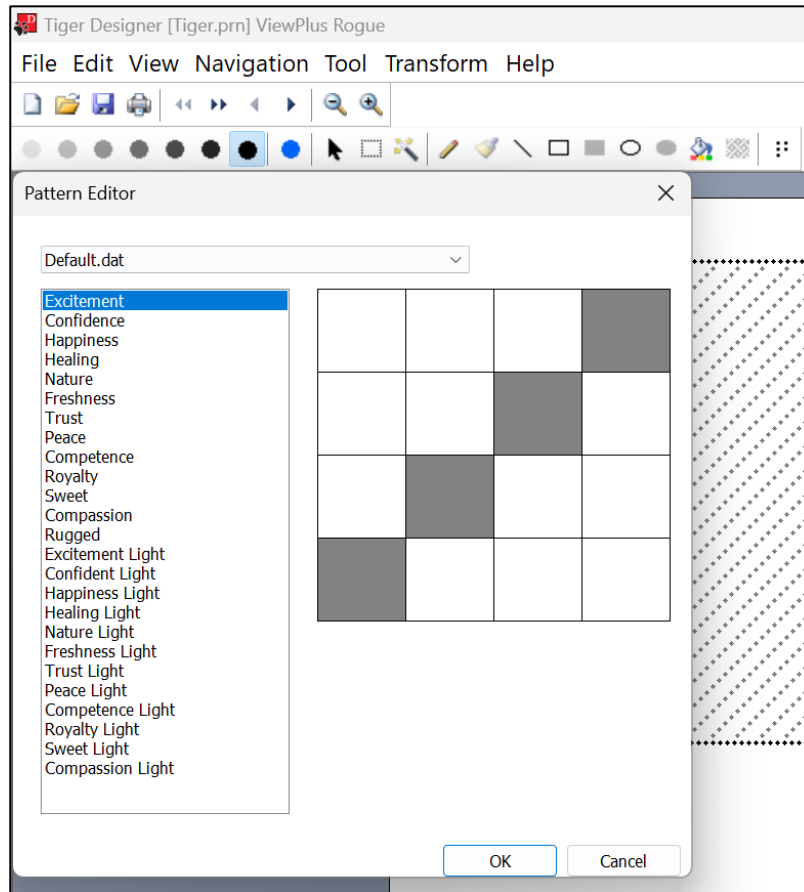 Tiger Designer [Tiger.prn] ViewPlus Rogue
File Edit View Navigation Tool Transform Help
Pattern Editor
Default.dat
Excitement
Confidence
Happiness
Healing
Nature
Freshness
Trust
Peace
Competence
Royalty
Sweet
Compassion
Rugged
Excitement Light
Confident Light
Happiness Light
Healing Light
Nature Light
Freshness Light
Trust Light
Peace Light
Competence Light
Royalty Light
Sweet Light
Compassion Light
OK Cancel